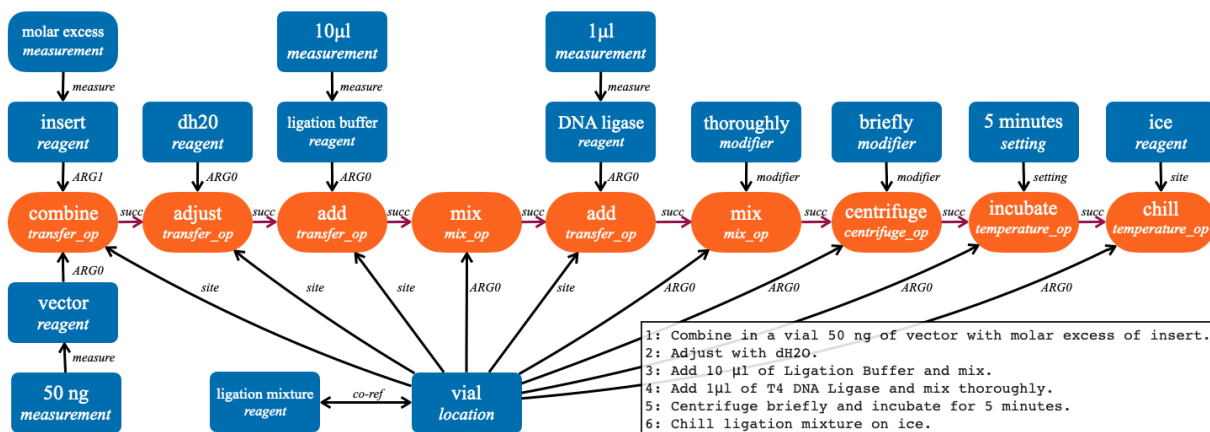 molar excess
measurement
10µl
measurement
1µl
measurement
measure
measure
measure
insert
reagent
dh20
reagent
ligation buffer
reagent
DNA ligase
reagent
thoroughly
modifier
briefly
modifier
5 minutes
setting
ice
reagent
ARG1
ARG0
ARG0
ARG0
modifier
modifier
setting
site
combine
transfer_op
succ
adjust
transfer_op
succ
add
transfer_op
succ
mix
mix_op
succ
add
transfer_op
succ
mix
mix_op
succ
centrifuge
centrifuge_op
succ
incubate
temperature_op
succ
chill
temperature_op
ARG0
site
site
site
ARG0
site
ARG0
ARG0
ARG0
ARG0
vector
reagent
measure
50 ng
measurement
ligation mixture
reagent
co-ref
vial
location
1: Combine in a vial 50 ng of vector with molar excess of insert.
2: Adjust with dH2O.
3: Add 10 µl of Ligation Buffer and mix.
4: Add 1µl of T4 DNA Ligase and mix thoroughly.
5: Centrifuge briefly and incubate for 5 minutes.
6: Chill ligation mixture on ice.